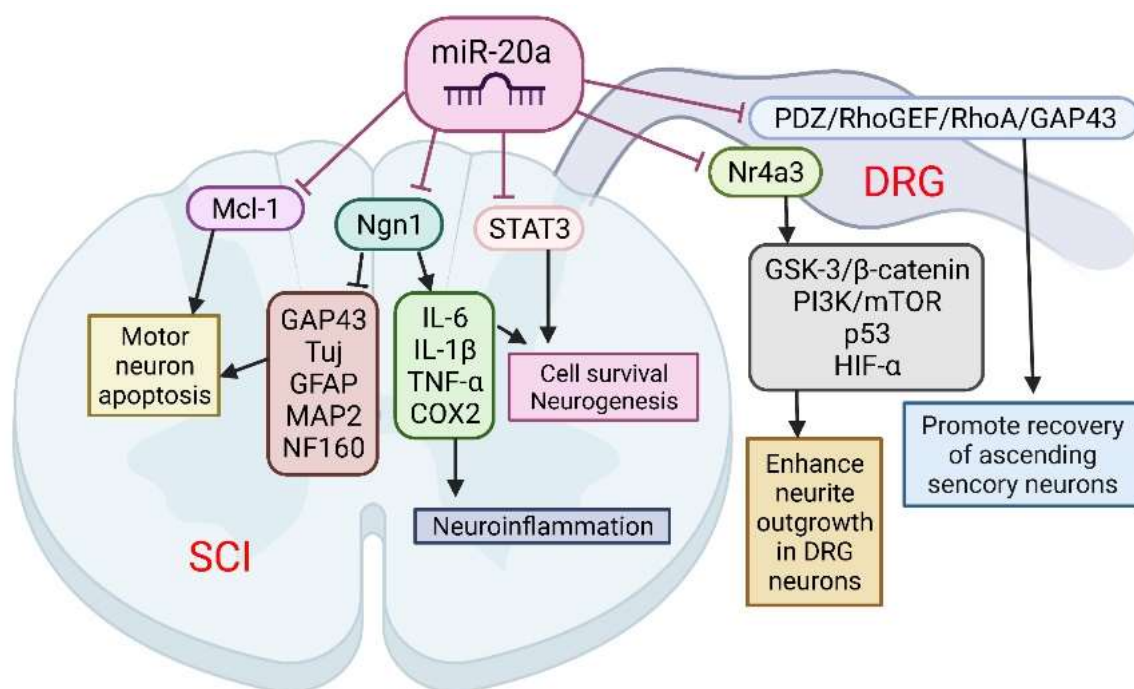 miR-20a
PDZ/RhoGEF/RhoA/GAP43
Nr4a3
DRG
Mcl-1
Ngn1
STAT3
GSK-3/β-catenin
PI3K/mTOR
p53
HIF-α
Motor
neuron
apoptosis
GAP43
Tuj
GFAP
MAP2
NF160
IL-6
IL-1β
TNF-α
COX2
Cell survival
Neurogenesis
Promote recovery
of ascending
sencory neurons
Enhance
neurite
outgrowth
in DRG
neurons
Neuroinflammation
SCI